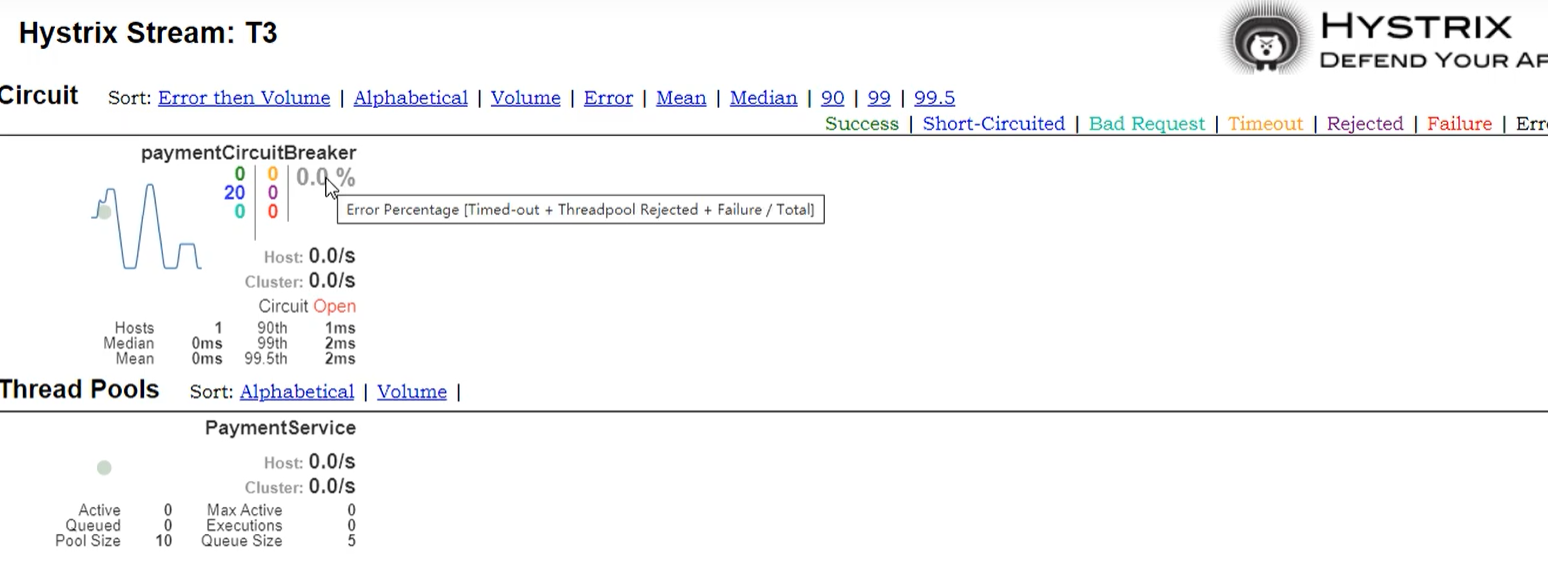 Hystrix Stream: T3
HYSTRIX
DEFEND YOUR AP
Circuit Sort: Error then Volume | Alphabetical | Volume | Error | Mean | Median | 90 | 99 | 99.5
Success | Short-Circuited | Bad Request | Timeout | Rejected | Failure | Erro
paymentCircuitBreaker
0 0 0.0 %
20 0
0 0
Error Percentage [Timed-out + Threadpool Rejected + Failure / Total]
Host: 0.0/s
Cluster: 0.0/s
Circuit Open
Hosts 1 90th 1ms
Median 0ms 99th 2ms
Mean 0ms 99.5th 2ms
Thread Pools Sort: Alphabetical | Volume |
PaymentService
Host: 0.0/s
Cluster: 0.0/s
Active 0 Max Active 0
Queued 0 Executions 0
Pool Size 10 Queue Size 5